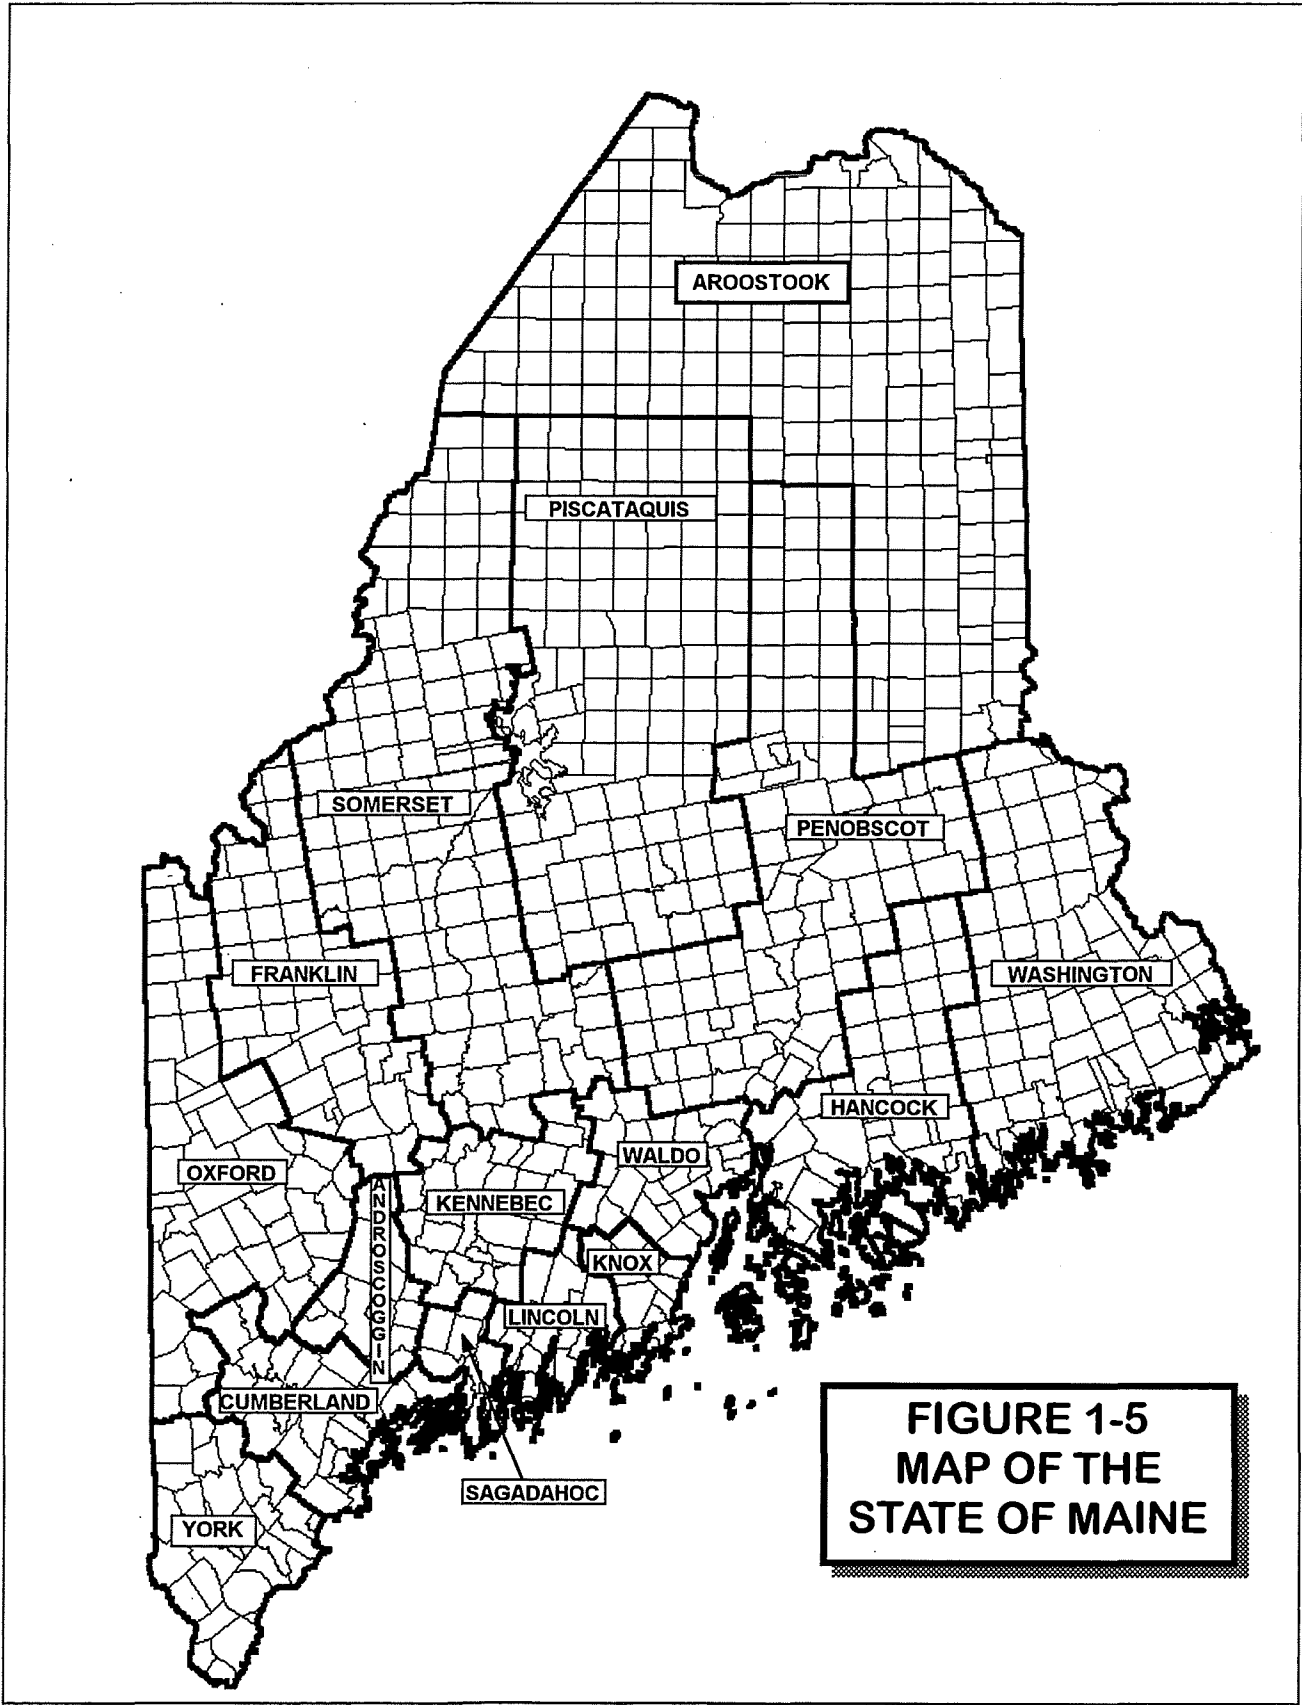 AROOSTOOK
PISCATAQUIS
SOMERSET
PENOBSCOT
FRANKLIN
WASHINGTON
HANCOCK
OXFORD
WALDO
ANDROSCOGGIN
KENNEBEC
KNOX
LINCOLN
CUMBERLAND
SAGADAHOC
YORK
FIGURE 1-5
MAP OF THE
STATE OF MAINE